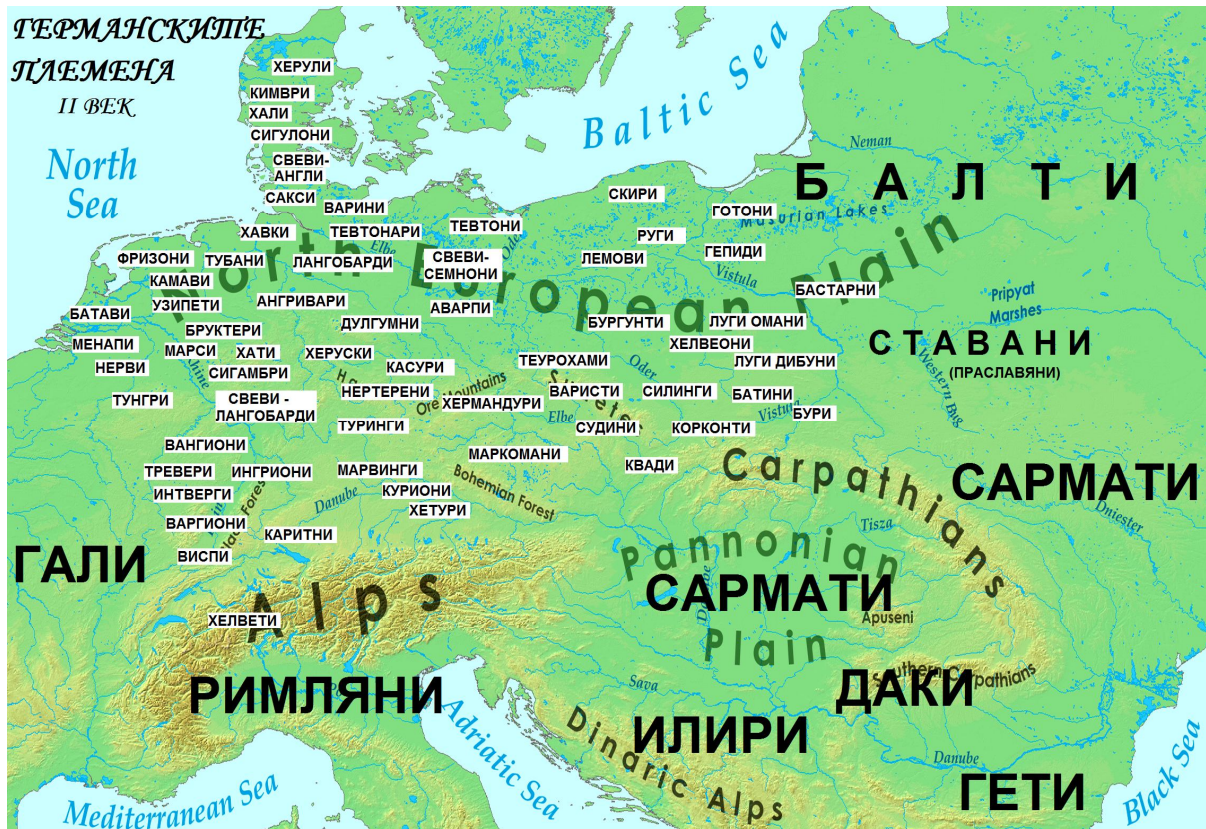 ГЕРМАНСКИТЕ
ПЛЕМЕНА
II ВЕК
North
Sea
Baltic Sea
ХЕРУЛИ
КИМВРИ
ХАЛИ
СИГУЛОНИ
СВЕВИ-
АНГЛИ
САКСИ
ВАРИНИ
ХАВКИ
ТЕВТОНАРИ
ТЕВТОНИ
Elbe
Oder
СКИРИ
ГОТОНИ
РУГИ
ГЕПИДИ
ЛЕМОВИ
Neman
БАЛТИ
Masurian Lakes
North European Plain
ФРИЗОНИ
ТУБАНИ
ЛАНГОБАРДИ
СВЕВИ-
СЕМНОНИ
КАМАВИ
Vistula
БАСТАРНИ
УЗИПЕТИ
АНГРИВАРИ
АВАРПИ
Pripyat
Marshes
БАТАВИ
БРУКТЕРИ
ДУЛГУМНИ
БУРГУНТИ
ЛУГИ ОМАНИ
МЕНАПИ
МАРСИ
ХАТИ
ХЕРУСКИ
ХЕЛВЕОНИ
СТАВАНИ
(ПРАСЛАВЯНИ)
НЕРВИ
Rhine
СИГАМБРИ
КАСУРИ
ТЕУРОХАМИ
Oder
ЛУГИ ДИБУНИ
Western Bug
ТУНГРИ
СВЕВИ -
ЛАНГОБАРДИ
НЕРТЕРЕНИ
Ore Mountains
ХЕРМАНДУРИ
ВАРИСТИ
СИЛИНГИ
БАТИНИ
Elbe
Vistula
БУРИ
ТУРИНГИ
СУДИНИ
КОРКОНТИ
ВАНГИОНИ
МАРКОМАНИ
КВАДИ
Carpathians
ТРЕВЕРИ
ИНГРИОНИ
МАРВИНГИ
Bohemian Forest
САРМАТИ
ИНТВЕРГИ
КУРИОНИ
Danube
ХЕТУРИ
Dniester
ВАРГИОНИ
КАРИТНИ
Tisza
ВИСПИ
ГАЛИ
Pannonian
Plain
САРМАТИ
Alps
ХЕЛВЕТИ
Apuseni
РИМЛЯНИ
Sava
ДАКИ
Southern Carpathians
Adriatic Sea
ИЛИРИ
Dinaric Alps
Danube
ГЕТИ
Black Sea
Mediterranean Sea